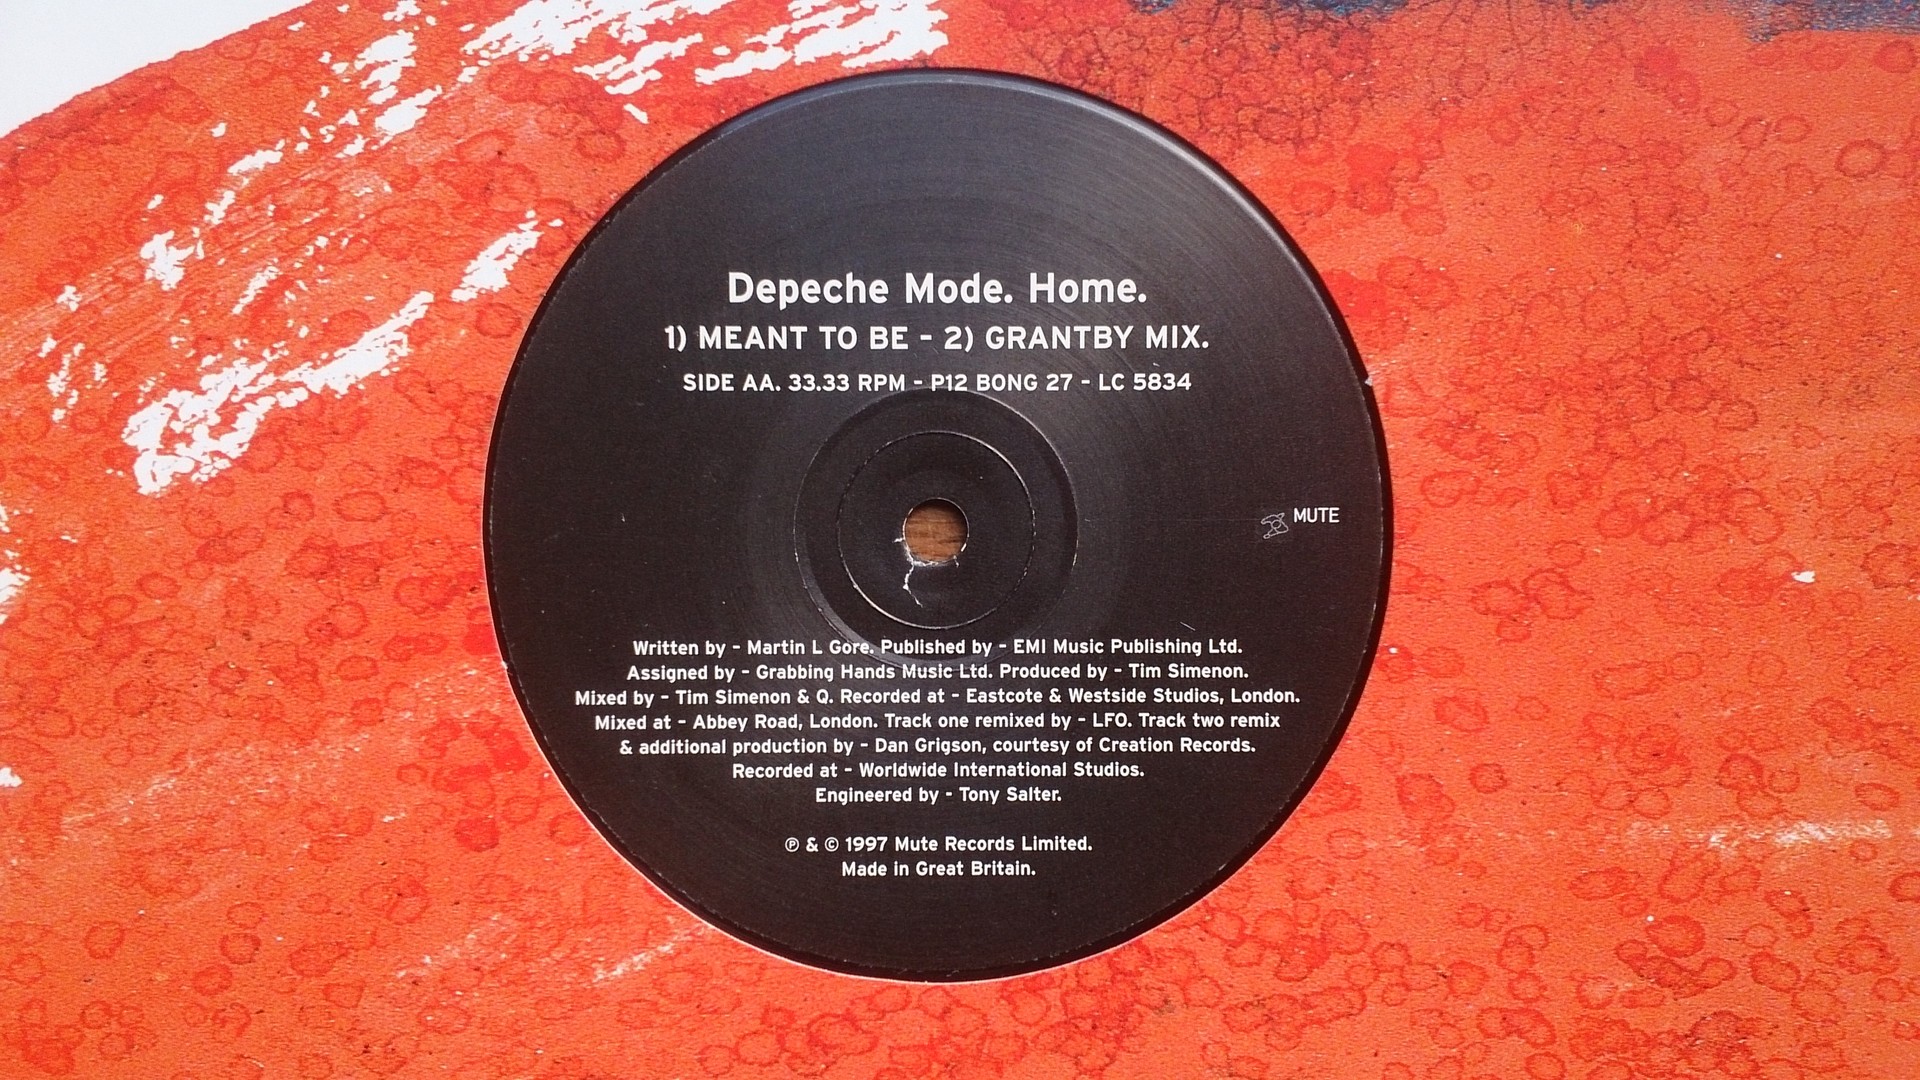 Depeche Mode. Home.
1) MEANT TO BE - 2) GRANTBY MIX.
SIDE AA. 33.33 RPM - P12 BONG 27 - LC 5834
MUTE
Written by - Martin L Gore. Published by - EMI Music Publishing Ltd.
Assigned by - Grabbing Hands Music Ltd. Produced by - Tim Simenon.
Mixed by - Tim Simenon & Q. Recorded at - Eastcote & Westside Studios, London.
Mixed at - Abbey Road, London. Track one remixed by - LFO. Track two remix
& additional production by - Dan Grigson, courtesy of Creation Records.
Recorded at - Worldwide International Studios.
Engineered by - Tony Salter.
℗ & © 1997 Mute Records Limited.
Made in Great Britain.